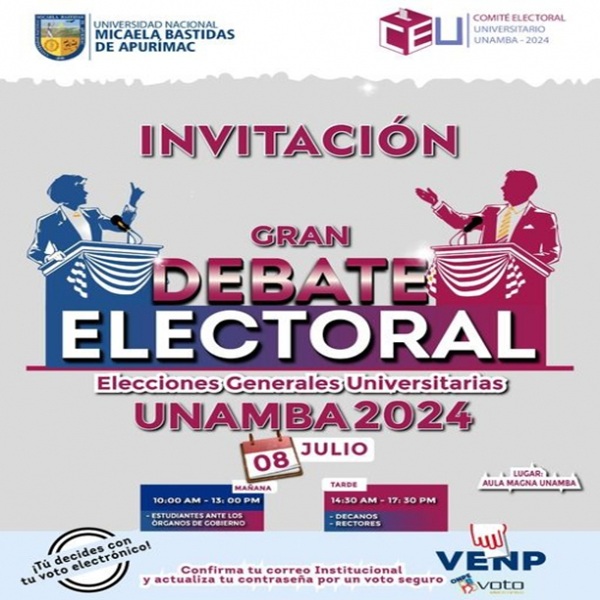 UNIVERSIDAD NACIONAL
MICAELA BASTIDAS
DE APURÍMAC
MICAELA BASTIDAS
CEU
COMITÉ ELECTORAL
UNIVERSITARIO
UNAMBA - 2024
INVITACIÓN
GRAN
DEBATE
ELECTORAL
Elecciones Generales Universitarias
UNAMBA 2024
08
JULIO
MAÑANA
10:00 AM - 13: 00 PM
- ESTUDIANTES ANTE LOS
ÓRGANOS DE GOBIERNO
TARDE
14:30 AM - 17: 30 PM
- DECANOS
- RECTORES
LUGAR:
AULA MAGNA UNAMBA
¡Tú decides con
tu voto electrónico!
Confirma tu correo Institucional
y actualiza tu contraseña por un voto seguro
VENP
ONPE
voto